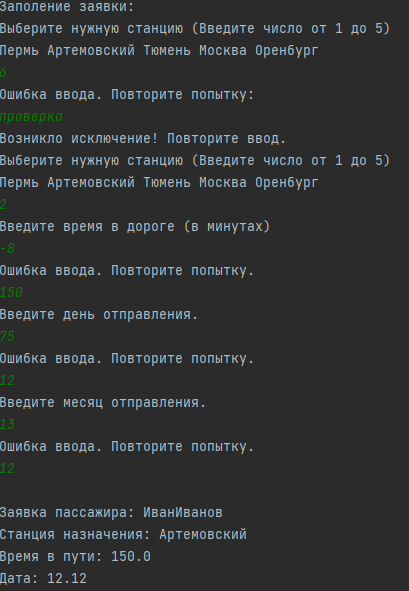 Заполение заявки:
Выберите нужную станцию (Введите число от 1 до 5)
Пермь Артемовский Тюмень Москва Оренбург
6
Ошибка ввода. Повторите попытку:
проверка
Возникло исключение! Повторите ввод.
Выберите нужную станцию (Введите число от 1 до 5)
Пермь Артемовский Тюмень Москва Оренбург
2
Введите время в дороге (в минутах)
-8
Ошибка ввода. Повторите попытку.
150
Введите день отправления.
75
Ошибка ввода. Повторите попытку.
12
Введите месяц отправления.
13
Ошибка ввода. Повторите попытку.
12
Заявка пассажира: ИванИванов
Станция назначения: Артемовский
Время в пути: 150.0
Дата: 12.12